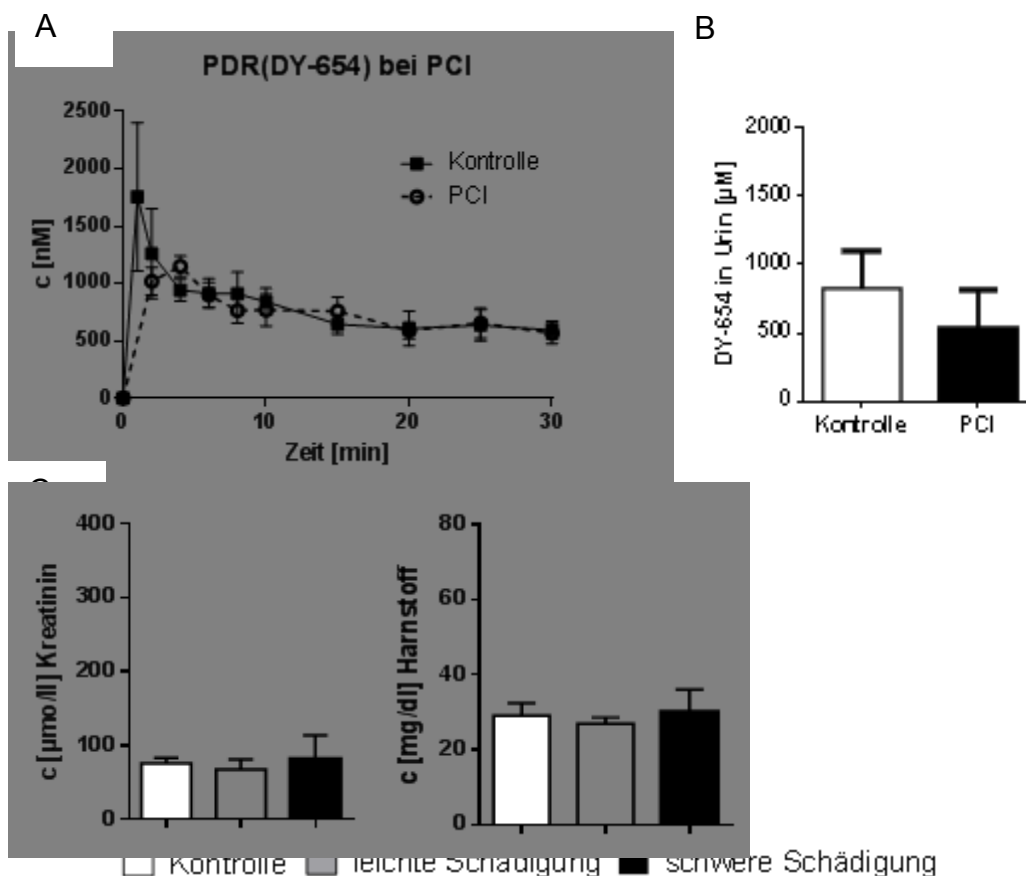 A
B
PDR(DY-654) bei PCI
c [nM]
2500
2000
1500
1000
500
0
Kontrolle
PCI
0
10
20
30
Zeit [min]
DY-654 in Urin [µM]
2000
1500
1000
500
0
Kontrolle
PCI
c [µmo/ll] Kreatinin
400
300
200
100
0
c [mg/dl] Harnstoff
80
60
40
20
0
Kontrolle leichte Schädigung schwere Schädigung